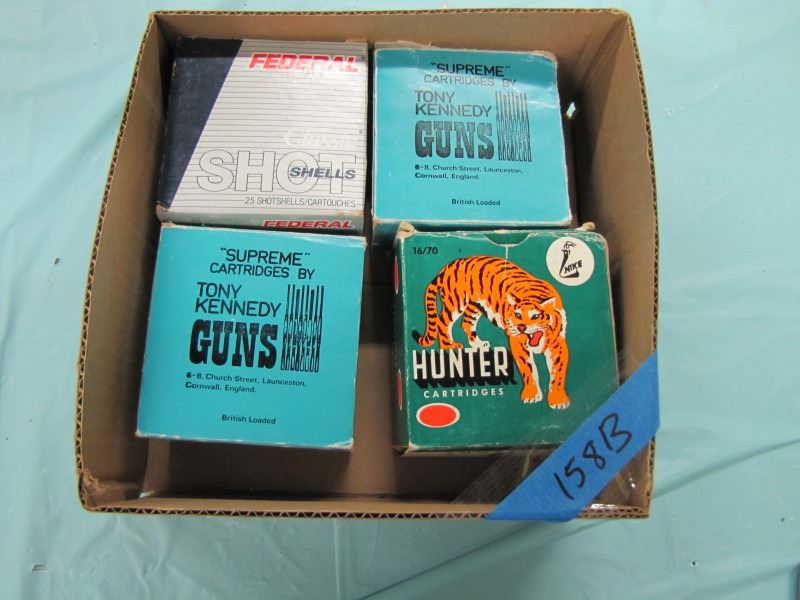 FEDERAL
Classic
SHOT
SHELLS
25 SHOTSHELLS/CARTOUCHES
FEDERAL
"SUPREME"
CARTRIDGES BY
TONY
KENNEDY
GUNS
6-8, Church Street, Launceston,
Cornwall, England.
British Loaded
"SUPREME"
CARTRIDGES BY
TONY
KENNEDY
GUNS
6-8, Church Street, Launceston,
Cornwall, England.
British Loaded
16/70
NIKE
HUNTER
CARTRIDGES
158B